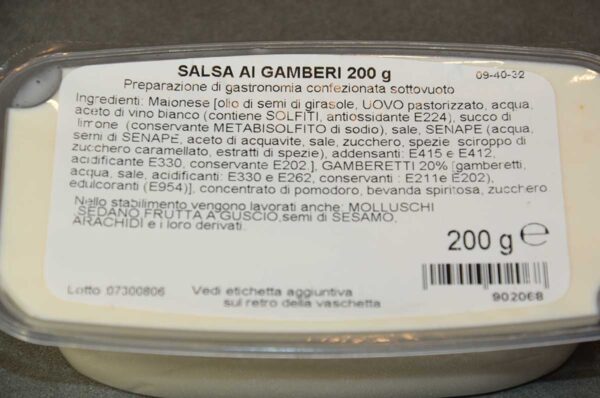 SALSA AI GAMBERI 200 g
09-40-32
Preparazione di gastronomia confezionata sottovuoto
Ingredienti: Maionese [olio di semi di girasole, UOVO pastorizzato, acqua,
aceto di vino bianco (contiene SOLFITI, antiossidante E224), succo di
limone (conservante METABISOLFITO di sodio), sale, SENAPE (acqua,
semi di SENAPE, aceto di acquavite, sale, zucchero, spezie sciroppo di
zucchero caramellato, estratti di spezie), addensanti: E415 e E412,
acidificante E330, conservante E202 ], GAMBERETTI 20% [gamberetti,
acqua, sale, acidificanti: E330 e E262, conservanti : E211e E202),
edulcoranti (E954)], concentrato di pomodoro, bevanda spiritosa, zucchero
Nello stabilimento vengono lavorati anche: MOLLUSCHI
SEDANO FRUTTA A GUSCIO,semi di SESAMO,
ARACHIDI e i loro derivati.
200 g e
902068
Lotto 07300806
Vedi etichetta aggiuntiva
sul retro della vaschetta